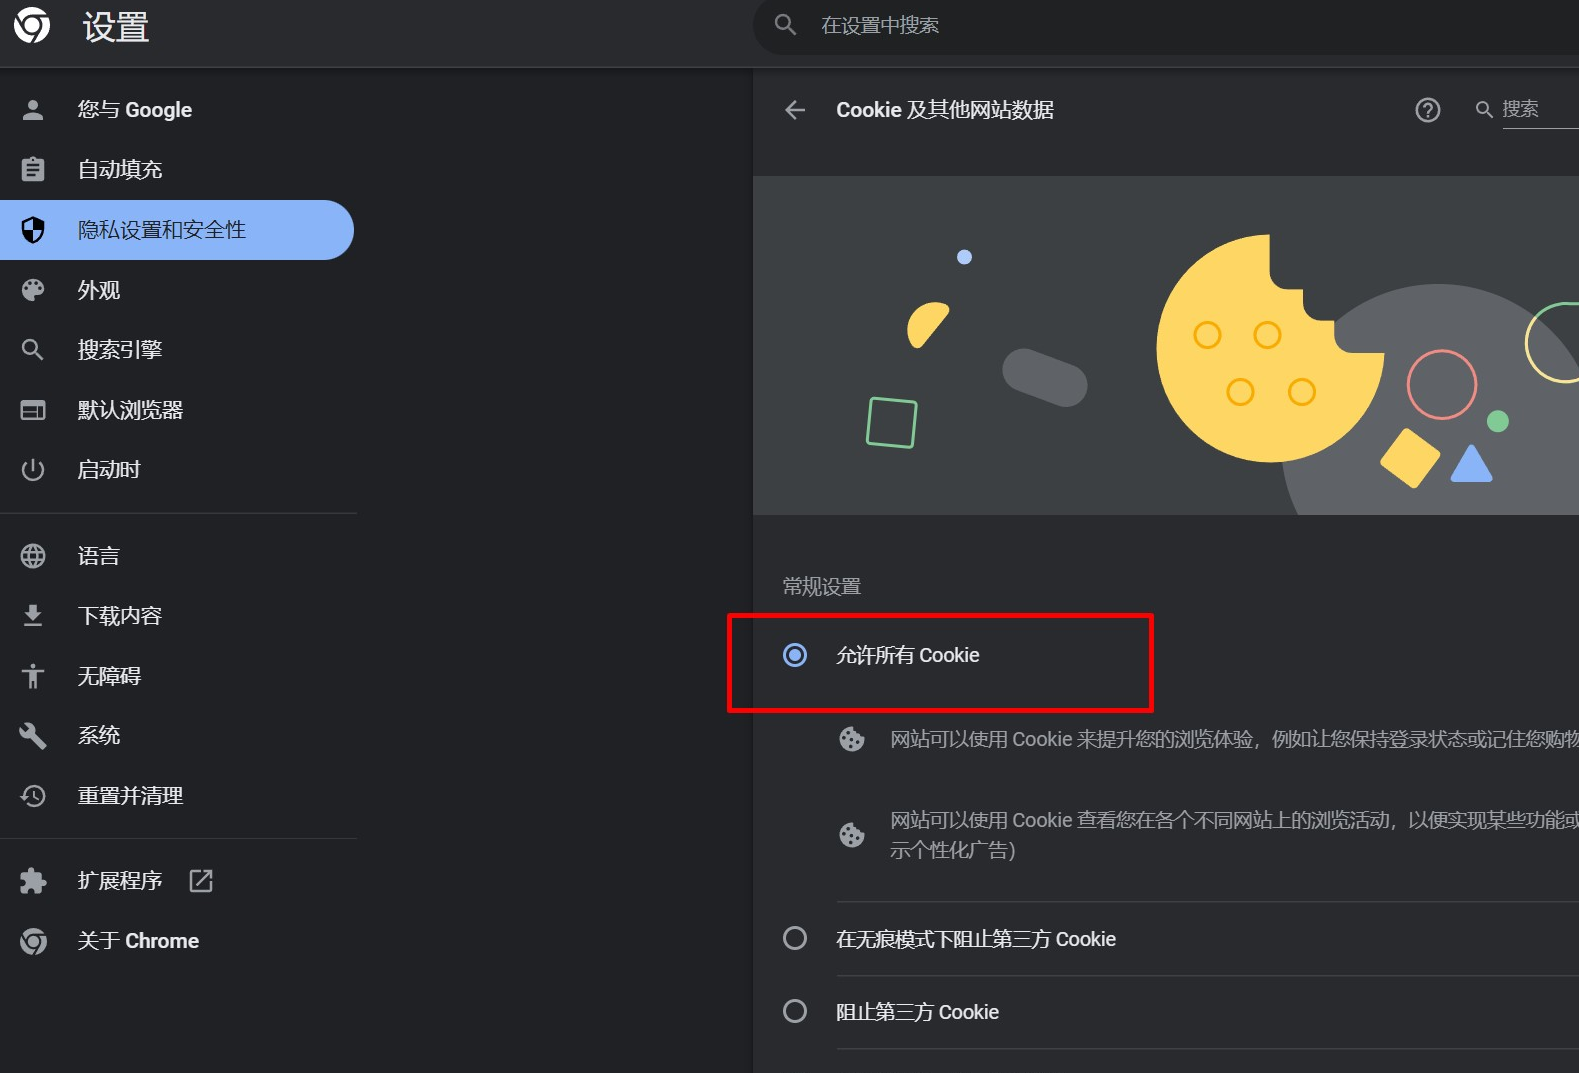 设置
在设置中搜索
您与 Google
自动填充
隐私设置和安全性
外观
搜索引擎
默认浏览器
启动时
语言
下载内容
无障碍
系统
重置并清理
扩展程序
关于 Chrome
Cookie 及其他网站数据
搜索
常规设置
允许所有 Cookie
网站可以使用 Cookie 来提升您的浏览体验，例如让您保持登录状态或记住您购物
网站可以使用 Cookie 查看您在各个不同网站上的浏览活动，以便实现某些功能或
示个性化广告)
在无痕模式下阻止第三方 Cookie
阻止第三方 Cookie